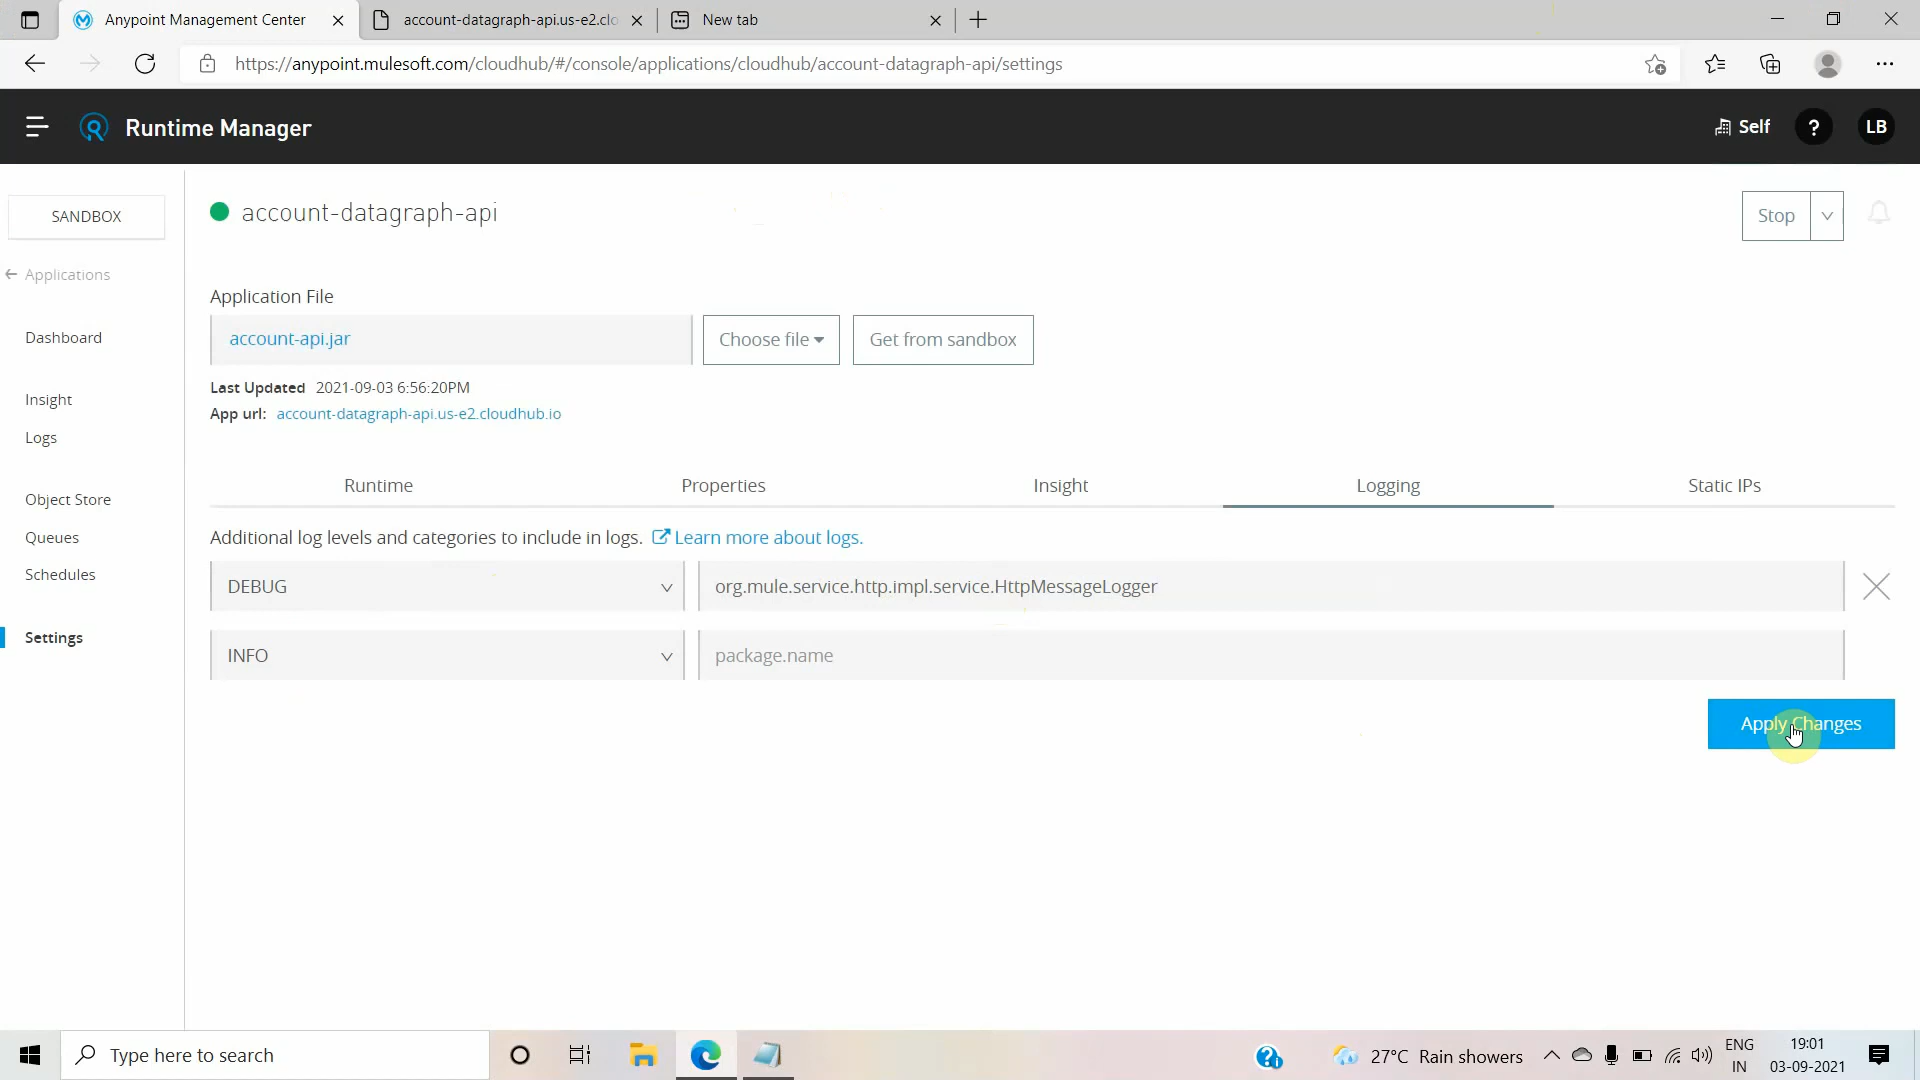 Anypoint Management Center
account-datagraph-api.us-e2.clo
New tab
https://anypoint.mulesoft.com/cloudhub/#/console/applications/cloudhub/account-datagraph-api/settings
Runtime Manager
Self
?
LB
SANDBOX
account-datagraph-api
Stop
Applications
Application File
account-api.jar
Choose file
Get from sandbox
Dashboard
Last Updated 2021-09-03 6:56:20PM
App url: account-datagraph-api.us-e2.cloudhub.io
Insight
Logs
Object Store
Queues
Schedules
Settings
Runtime
Properties
Insight
Logging
Static IPs
Additional log levels and categories to include in logs. Learn more about logs.
DEBUG
org.mule.service.http.impl.service.HttpMessageLogger
INFO
package.name
Apply Changes
Type here to search
27°C Rain showers
ENG
IN
19:01
03-09-2021